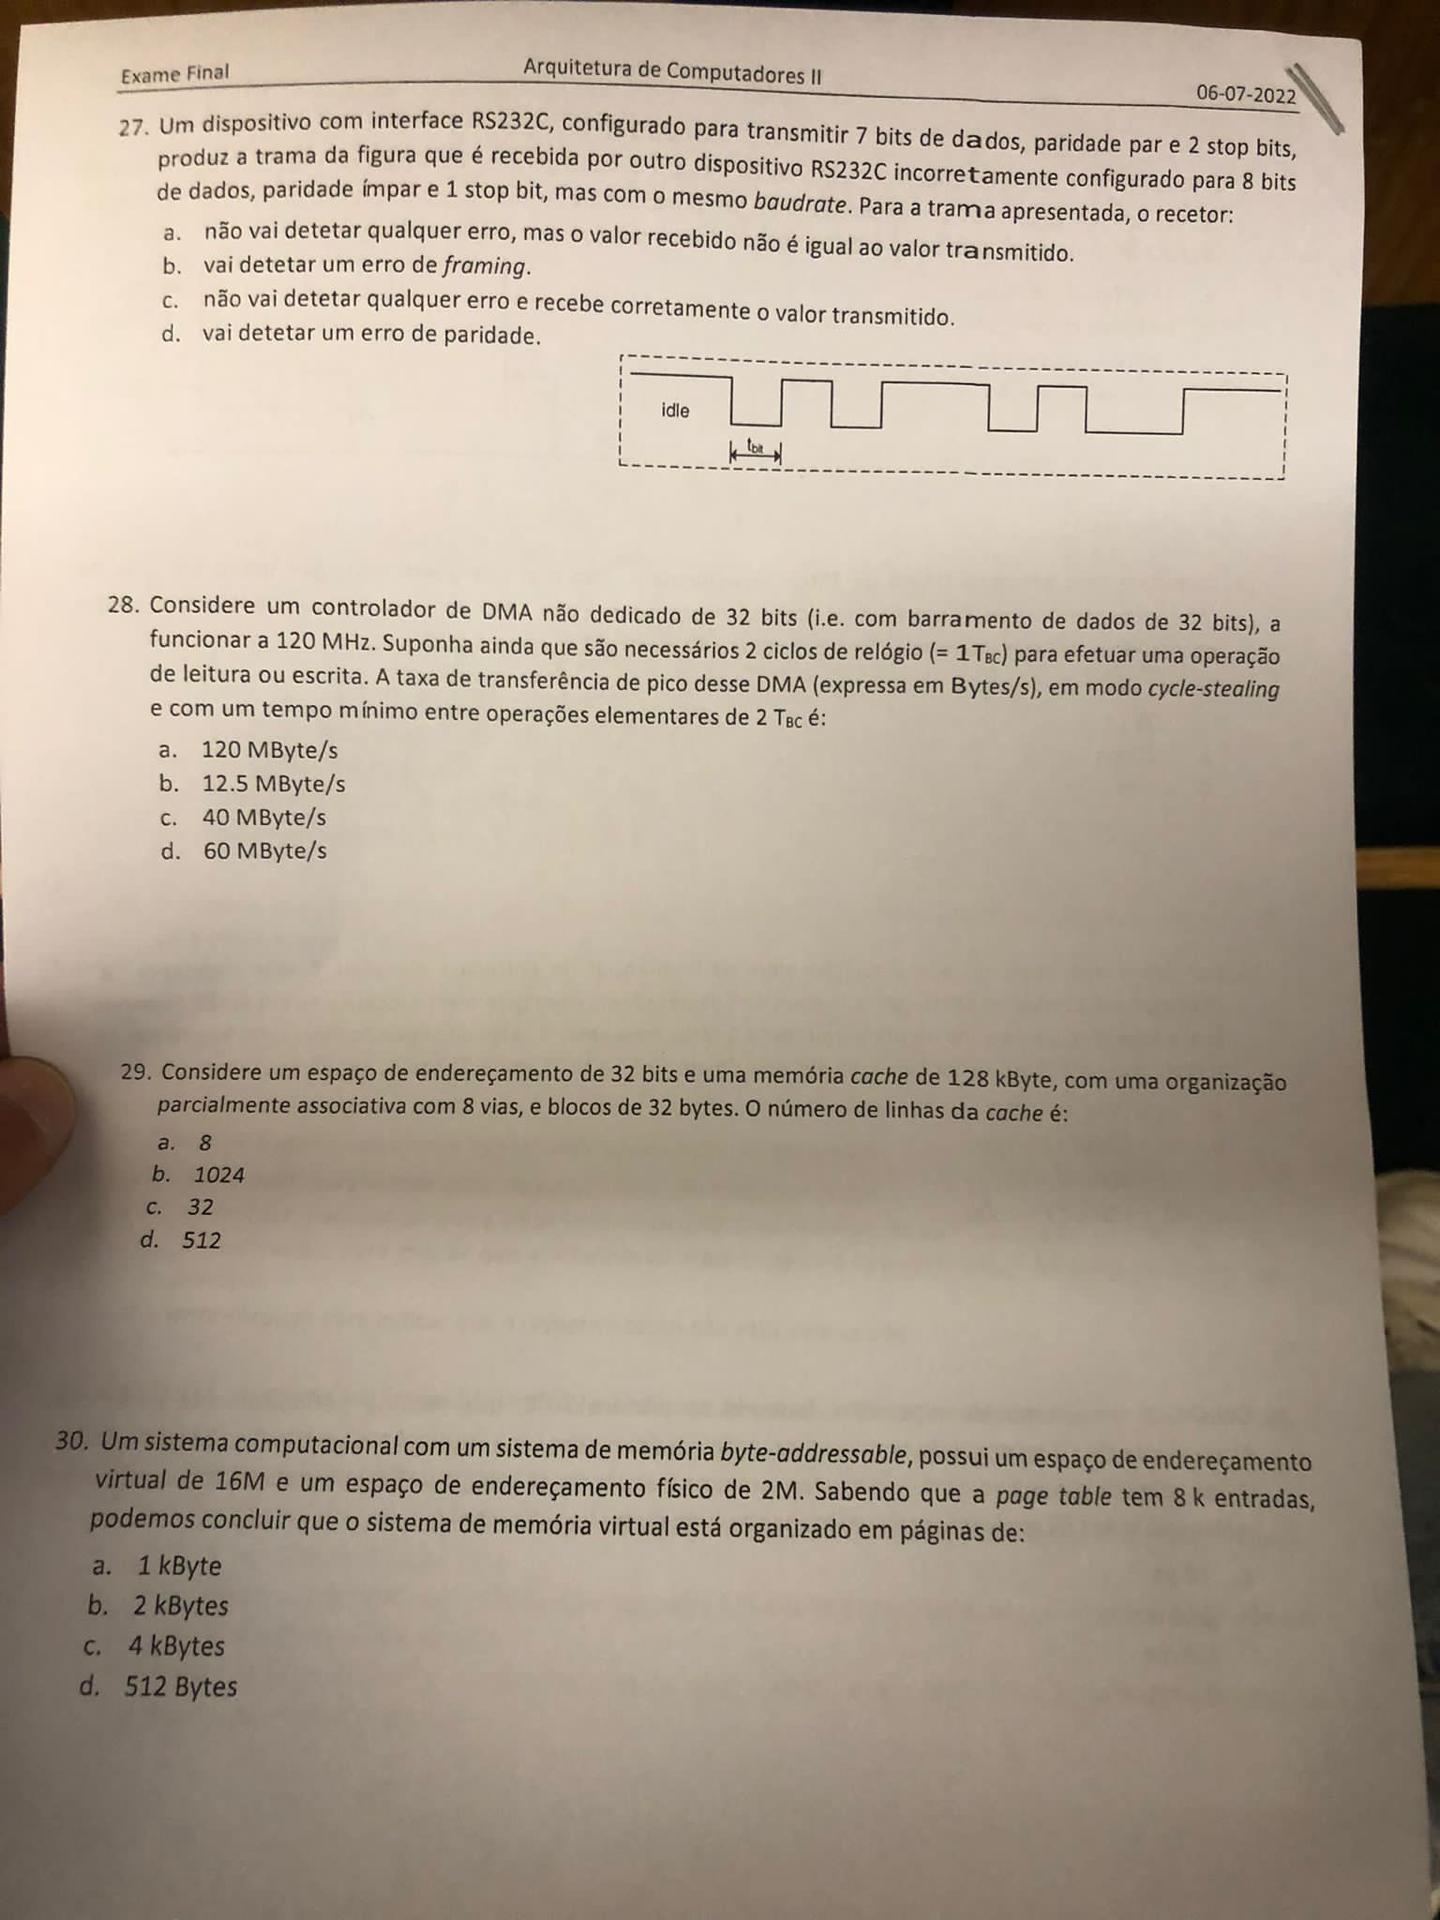 Exame Final
Arquitetura de Computadores II
06-07-2022
27. Um dispositivo com interface RS232C, configurado para transmitir 7 bits de dados, paridade par e 2 stop bits,
produz a trama da figura que é recebida por outro dispositivo RS232C incorretamente configurado para 8 bits
de dados, paridade ímpar e 1 stop bit, mas com o mesmo baudrate. Para a trama apresentada, o recetor:
a. não vai detetar qualquer erro, mas o valor recebido não é igual ao valor transmitido.
b. vai detetar um erro de framing.
c. não vai detetar qualquer erro e recebe corretamente o valor transmitido.
d. vai detetar um erro de paridade.
idle
tbit
28. Considere um controlador de DMA não dedicado de 32 bits (i.e. com barramento de dados de 32 bits), a
funcionar a 120 MHz. Suponha ainda que são necessários 2 ciclos de relógio (= 1TBC) para efetuar uma operação
de leitura ou escrita. A taxa de transferência de pico desse DMA (expressa em Bytes/s), em modo cycle-stealing
e com um tempo mínimo entre operações elementares de 2 TBC é:
a. 120 MByte/s
b. 12.5 MByte/s
c. 40 MByte/s
d. 60 MByte/s
29. Considere um espaço de endereçamento de 32 bits e uma memória cache de 128 kByte, com uma organização
parcialmente associativa com 8 vias, e blocos de 32 bytes. O número de linhas da cache é:
a. 8
b. 1024
c. 32
d. 512
30. Um sistema computacional com um sistema de memória byte-addressable, possui um espaço de endereçamento
virtual de 16M e um espaço de endereçamento físico de 2M. Sabendo que a page table tem 8 k entradas,
podemos concluir que o sistema de memória virtual está organizado em páginas de:
a. 1 kByte
b. 2 kBytes
c. 4 kBytes
d. 512 Bytes